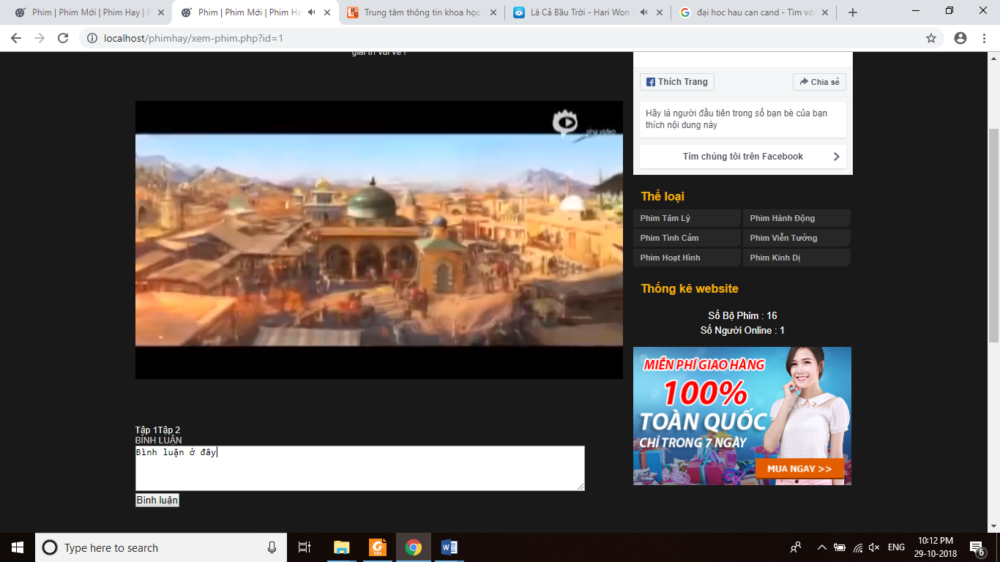 Phim | Phim Mới | Phim Hay | P
Phim | Phim Mới | Phim Ha
Trung tâm thông tin khoa học
Là Cả Bầu Trời - Hari Won |
đại hoc hau can cand - Tìm với
localhost/phimhay/xem-phim.php?id=1
giải trí vui vẻ !
Thích Trang
Chia sẻ
Hãy là người đầu tiên trong số bạn bè của bạn
thích nội dung này
Tìm chúng tôi trên Facebook
Thể loại
Phim Tâm Lý
Phim Hành Động
Phim Tình Cảm
Phim Viễn Tưởng
Phim Hoạt Hình
Phim Kinh Dị
Thống kê website
Số Bộ Phim : 16
Số Người Online : 1
MIỄN PHÍ GIAO HÀNG
100%
TOÀN QUỐC
CHỈ TRONG 7 NGÀY
MUA NGAY >>
Tập 1Tập 2
BÌNH LUẬN
Bình luận ở đây
Bình luận
Type here to search
PDF
ENG
10:12 PM
29-10-2018
6